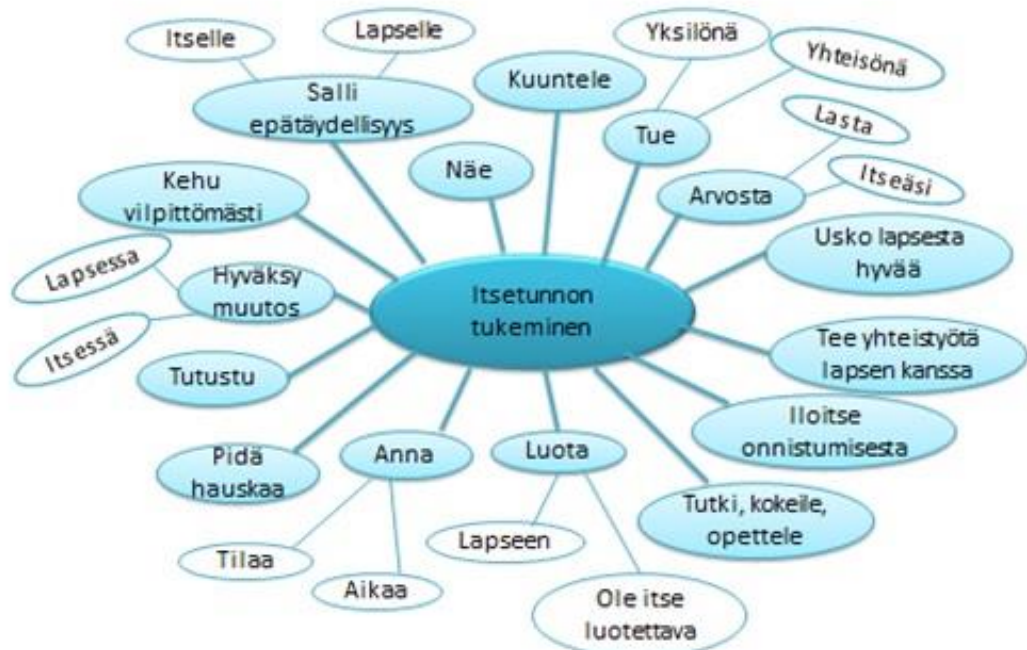 Itselle
Lapselle
Salli
epätäydellisyys
Kuuntele
Yksilönä
Yhteisönä
Tue
Näe
Lasta
Itseäsi
Arvosta
Kehu
vilpittömästi
Usko lapsesta
hyvää
Lapsessa
Itsessä
Hyväksy
muutos
Itsetunnon
tukeminen
Tee yhteistyötä
lapsen kanssa
Tutustu
Iloitse
onnistumisesta
Pidä
hauskaa
Anna
Luota
Tutki, kokeile,
opettele
Tilaa
Aikaa
Lapseen
Ole itse
luotettava